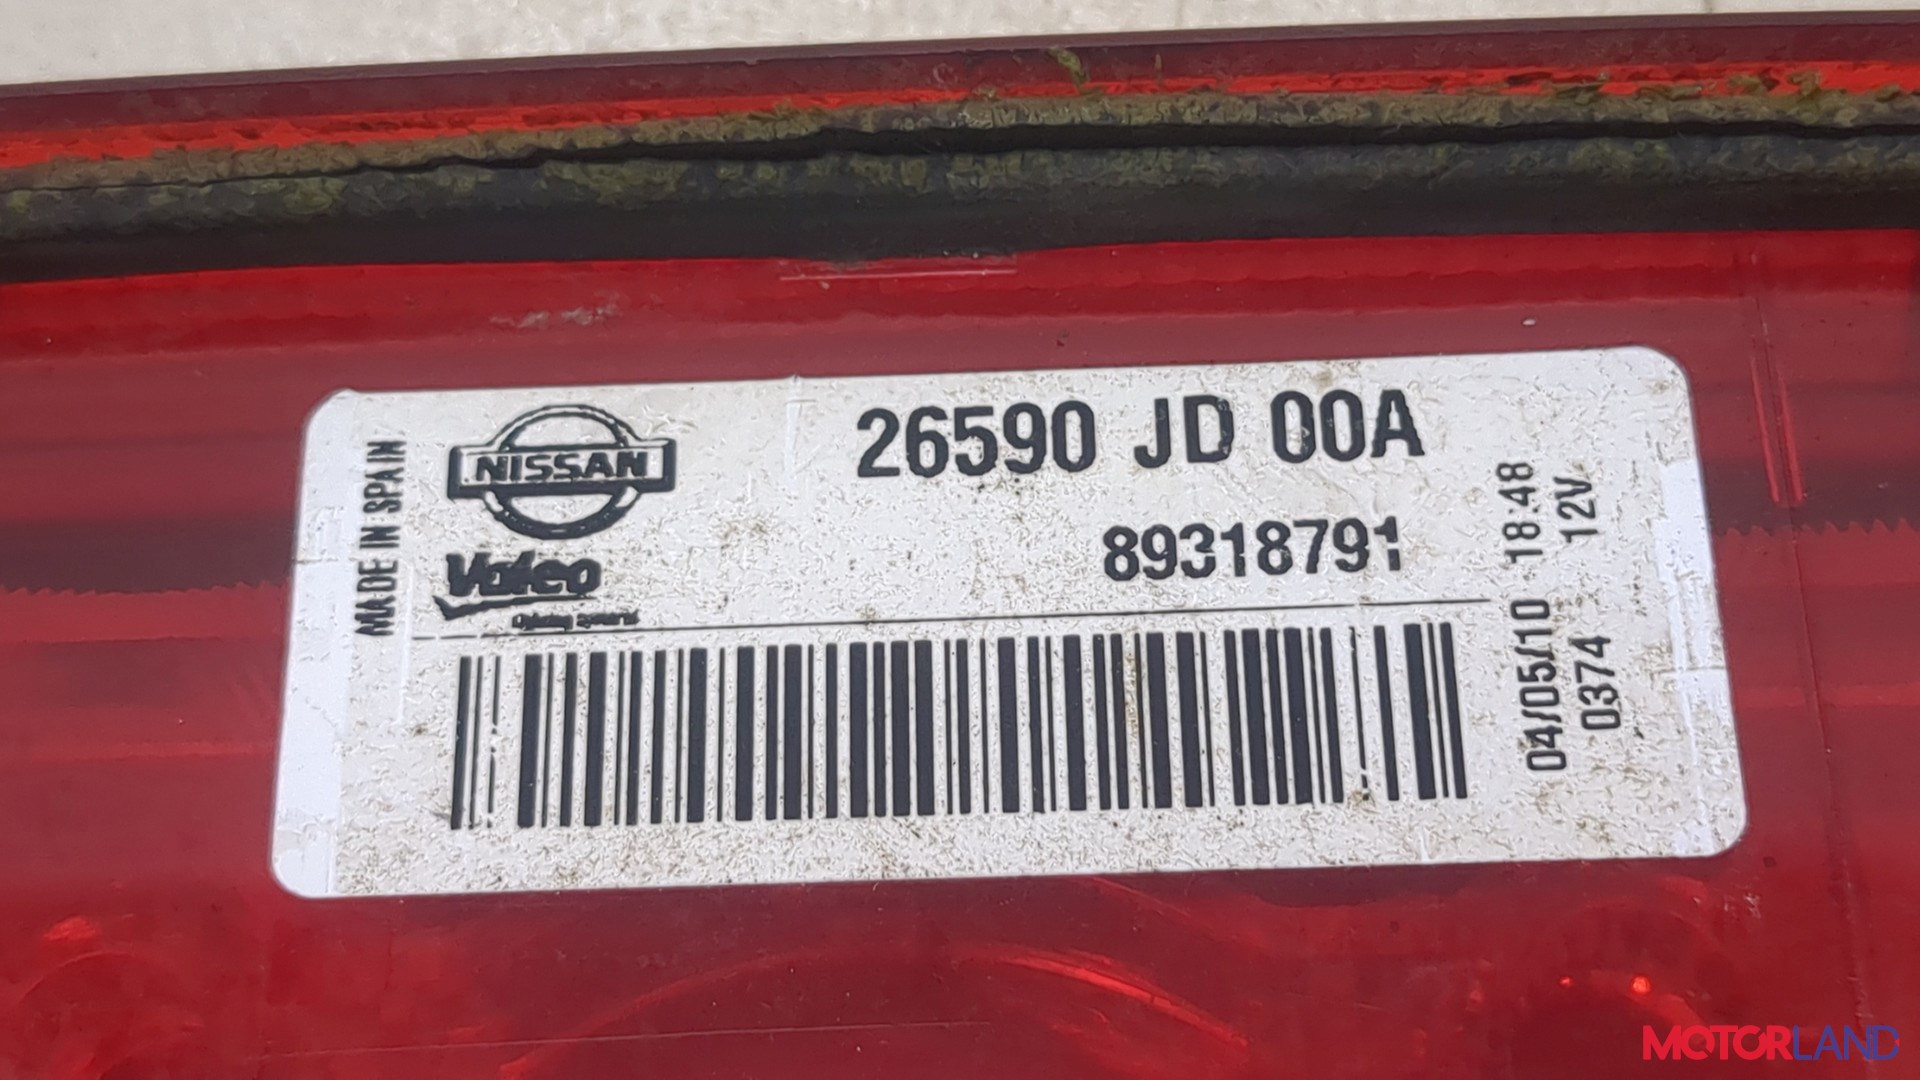 MADE IN SPAIN
NISSAN
Valeo
26590 JD 00A
89318791
04/05/10 18:48
0374 12V
MOTORLAND